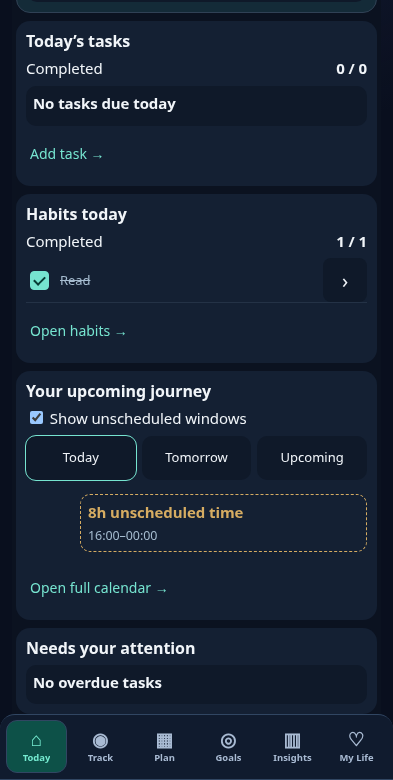 Today's tasks
Completed 0 / 0
No tasks due today
Add task →
Habits today
Completed 1 / 1
Read ›
Open habits →
Your upcoming journey
Show unscheduled windows
Today Tomorrow Upcoming
8h unscheduled time
16:00–00:00
Open full calendar →
Needs your attention
No overdue tasks
Today Track Plan Goals Insights My Life